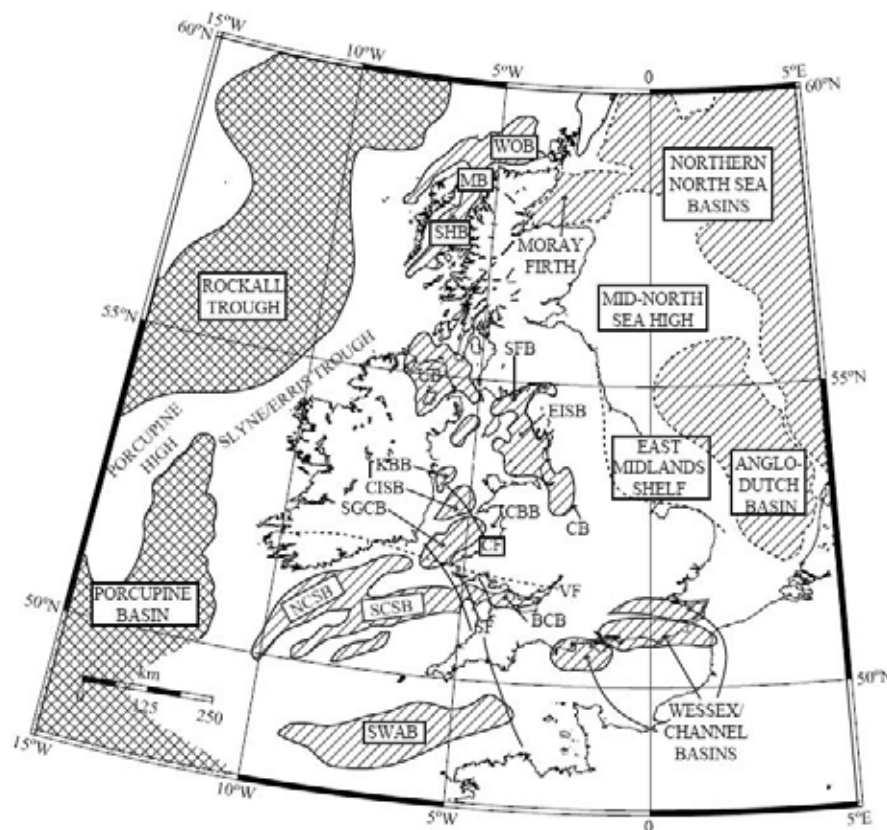 15°W
60°N
10°W
5°W
0
5°E
60°N
WOB
NORTHERN
NORTH SEA
BASINS
MB
SHB
MORAY
FIRTH
ROCKALL
TROUGH
MID-NORTH
SEA HIGH
55°N
SFB
SLYNE/ERRIS TROUGH
UB
55°N
PORCUPINE
HIGH
EISB
EAST
MIDLANDS
SHELF
ANGLO-
DUTCH
BASIN
KBB
CISB
SGCB
CBB
CB
CF
50°N
PORCUPINE
BASIN
NCSB
SCSB
VF
BCB
SF
50°N
km
125
250
WESSEX/
CHANNEL
BASINS
SWAB
15°W
10°W
5°W
0
5°E